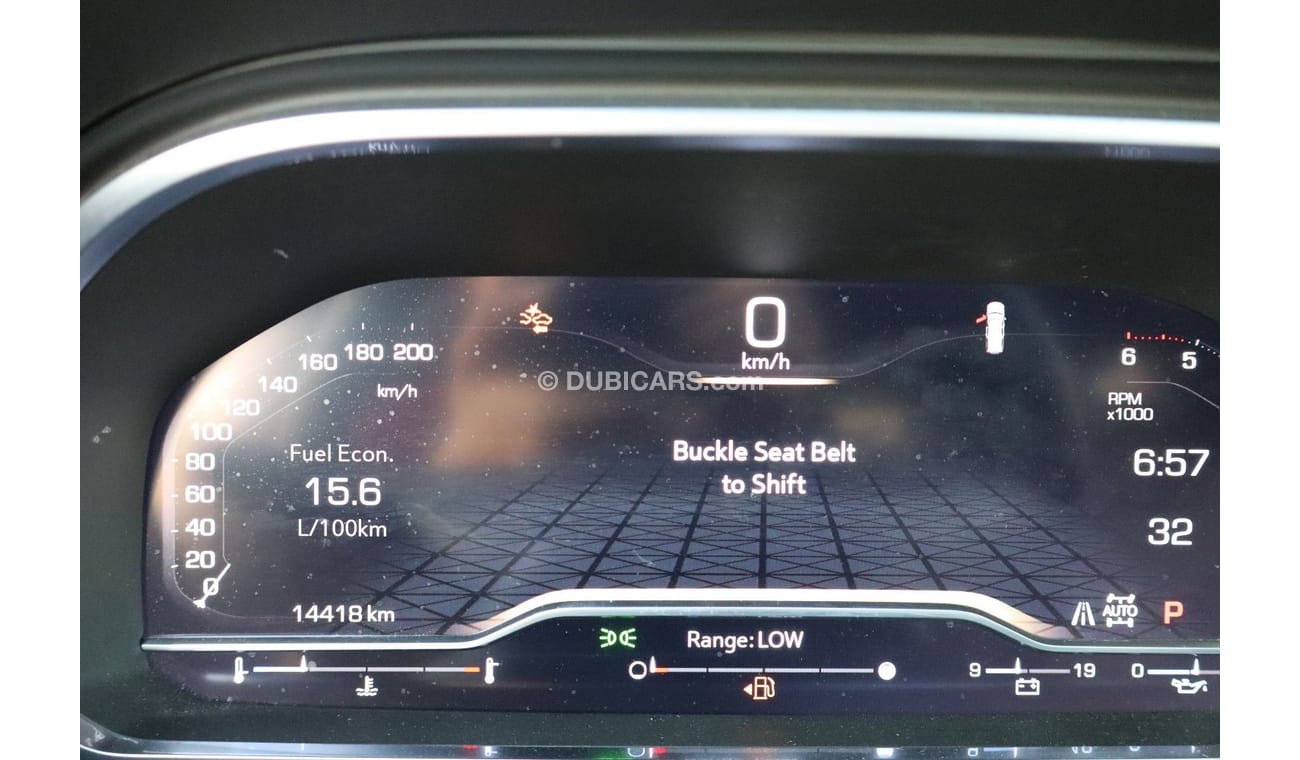 0
km/h
160 180 200
140
120
100
80
60
40
20
0
km/h
6 5
RPM
x1000
© DUBICARS.com
Fuel Econ.
15.6
L/100km
Buckle Seat Belt
to Shift
6:57
32
14418 km
AUTO P
Range: LOW
9 19 0